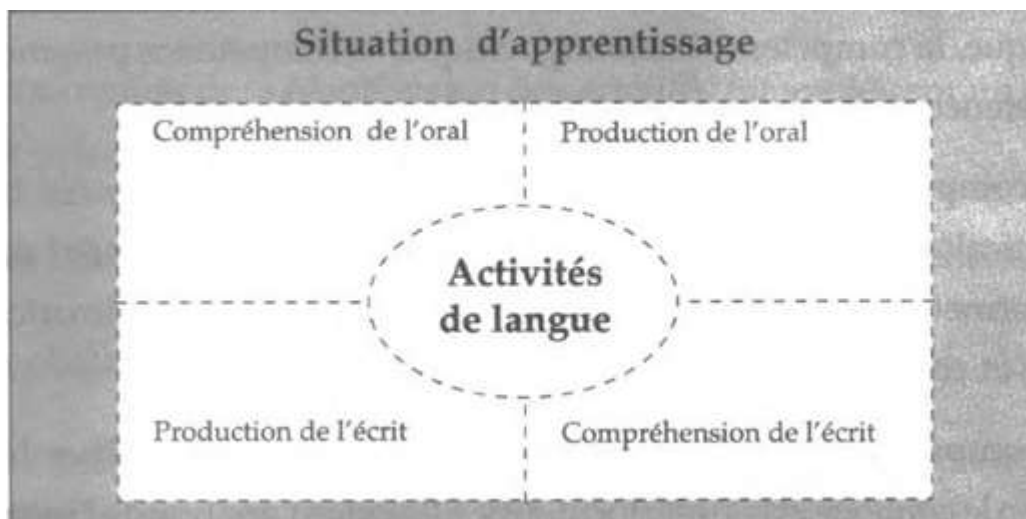 Situation d'apprentissage
Compréhension de l'oral
Production de l'oral
Activités
de langue
Production de l'écrit
Compréhension de l'écrit